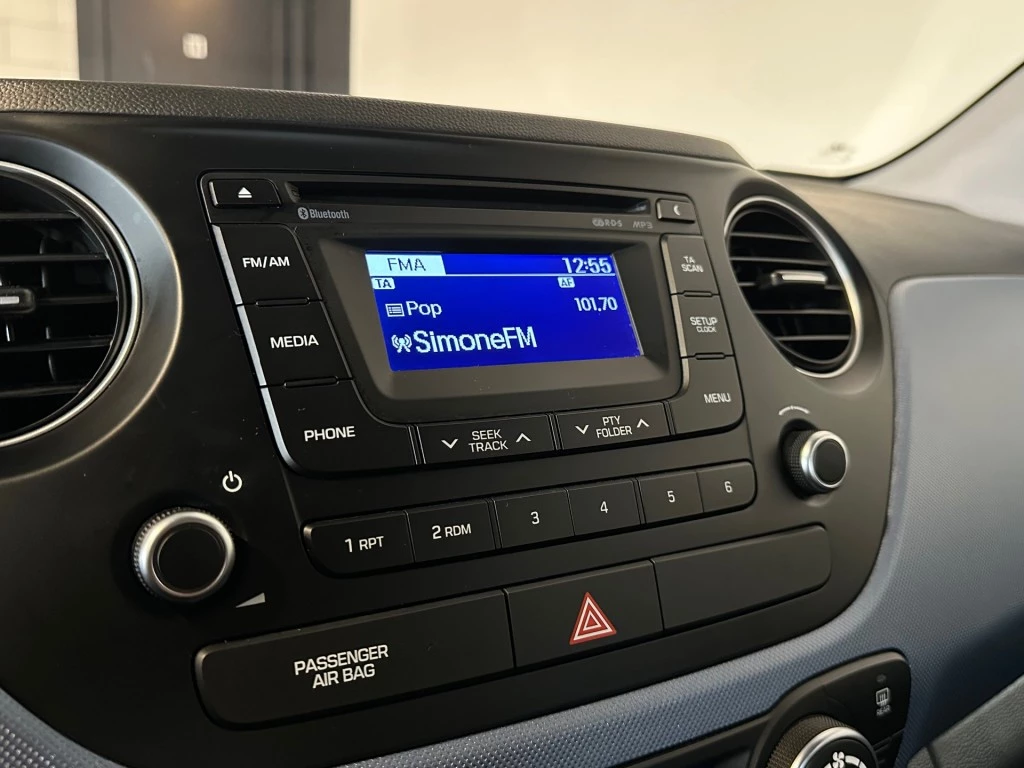 Bluetooth
RDS MP3
FM/AM
FMA 12:55
TA AF
TA
SCAN
Pop 101.70
MEDIA
SimoneFM
SETUP
CLOCK
PHONE
SEEK
TRACK
PTY
FOLDER
MENU
1 RPT 2 RDM 3 4 5 6
PASSENGER
AIR BAG
REAR